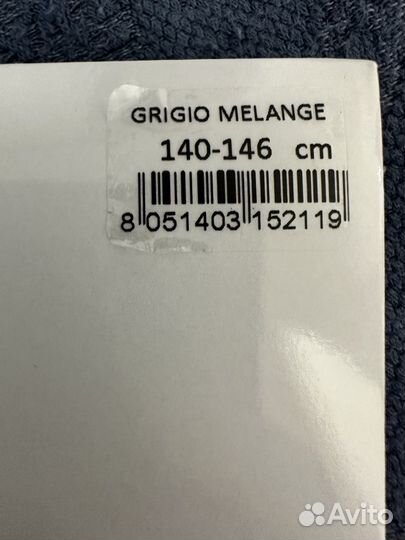 GRIGIO MELANGE
140-146 cm
8 051403 152119
Avito